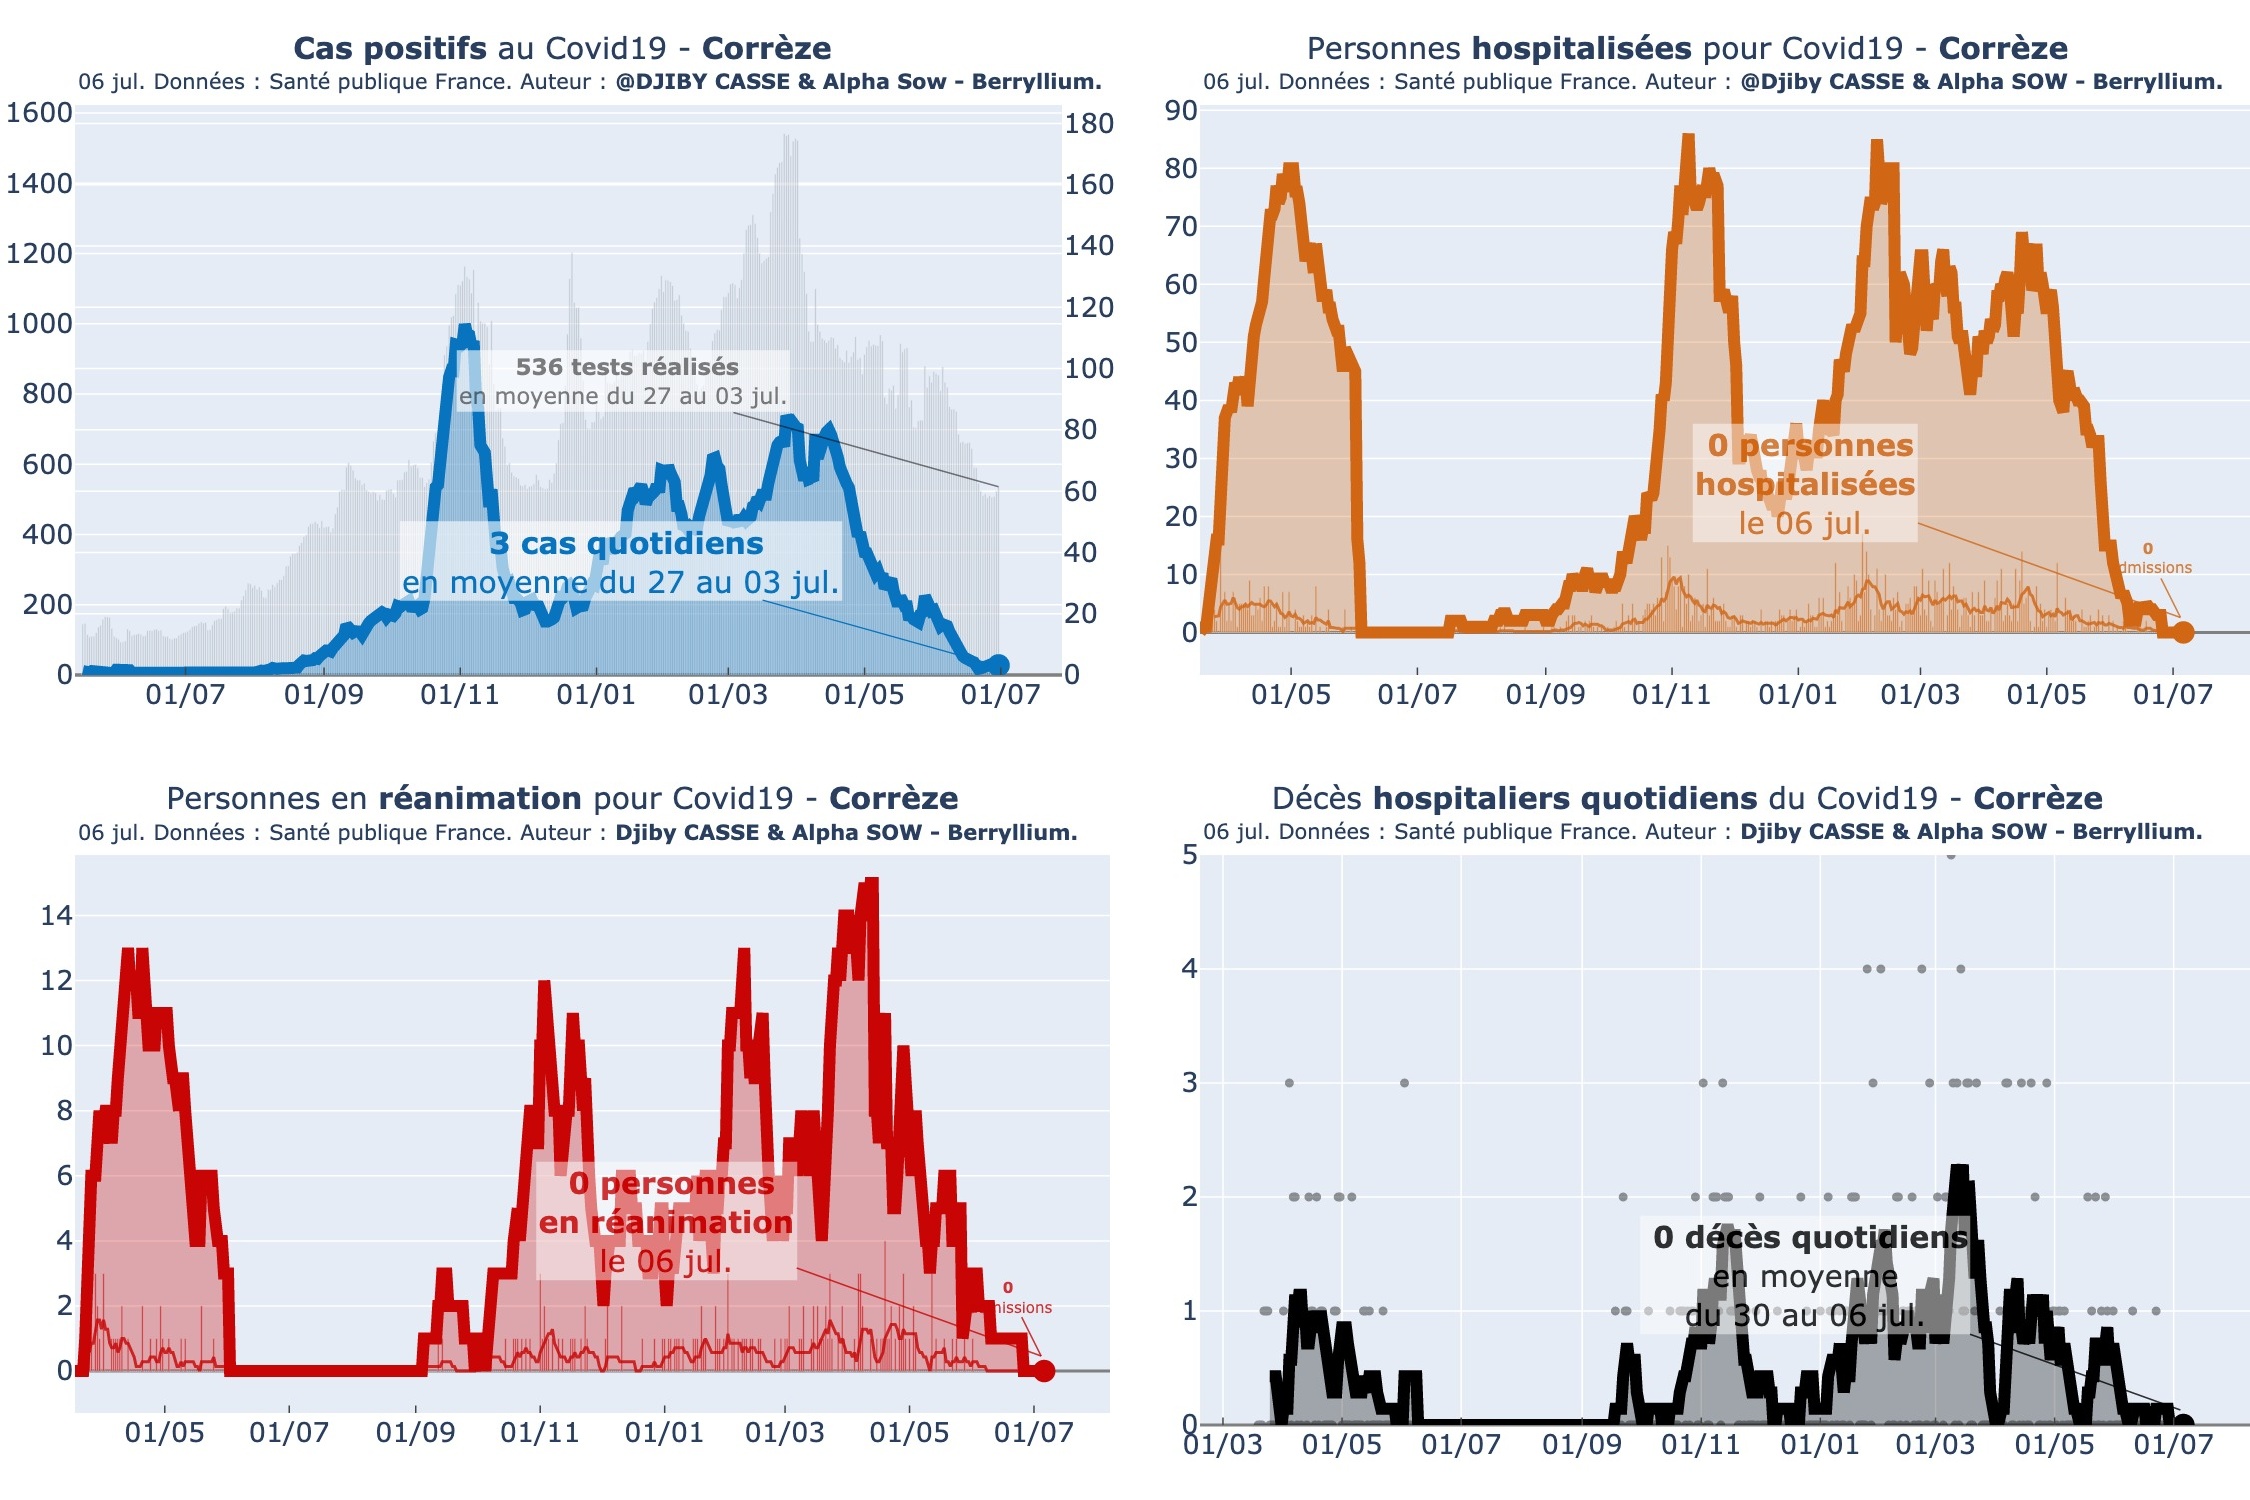 Cas positifs au Covid19 - Corrèze
06 jul. Données : Santé publique France. Auteur : @DJIBY CASSE & Alpha Sow - Berryllium.
1600
1400
1200
1000
800
600
400
200
0
180
160
140
120
100
80
60
40
20
0
536 tests réalisés
en moyenne du 27 au 03 jul.
3 cas quotidiens
en moyenne du 27 au 03 jul.
01/07 01/09 01/11 01/01 01/03 01/05 01/07
Personnes hospitalisées pour Covid19 - Corrèze
06 jul. Données : Santé publique France. Auteur : @Djiby CASSE & Alpha SOW - Berryllium.
90
80
70
60
50
40
30
20
10
0
0 personnes
hospitalisées
le 06 jul.
0
dmissions
01/05 01/07 01/09 01/11 01/01 01/03 01/05 01/07
Personnes en réanimation pour Covid19 - Corrèze
06 jul. Données : Santé publique France. Auteur : Djiby CASSE & Alpha SOW - Berryllium.
14
12
10
8
6
4
2
0
0 personnes
en réanimation
le 06 jul.
0
missions
01/05 01/07 01/09 01/11 01/01 01/03 01/05 01/07
Décès hospitaliers quotidiens du Covid19 - Corrèze
06 jul. Données : Santé publique France. Auteur : Djiby CASSE & Alpha SOW - Berryllium.
5
4
3
2
1
0
0 décès quotidiens
en moyenne
du 30 au 06 jul.
01/03 01/05 01/07 01/09 01/11 01/01 01/03 01/05 01/07